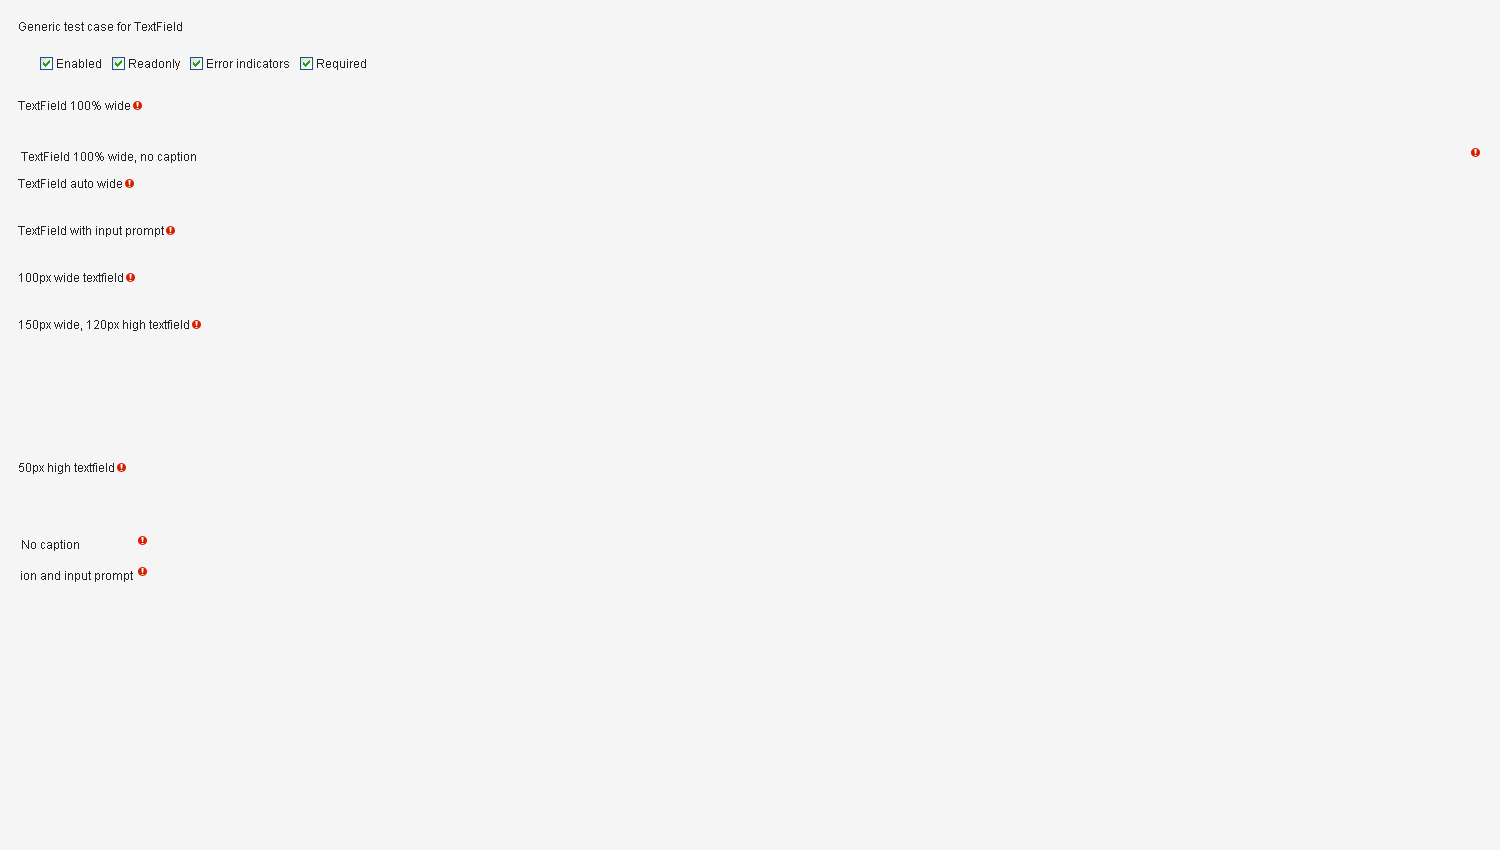 Generic test case for TextField
Enabled Readonly Error indicators Required
TextField 100% wide
TextField 100% wide, no caption
TextField auto wide
TextField with input prompt
100px wide textfield
150px wide, 120px high textfield
50px high textfield
No caption
ion and input prompt